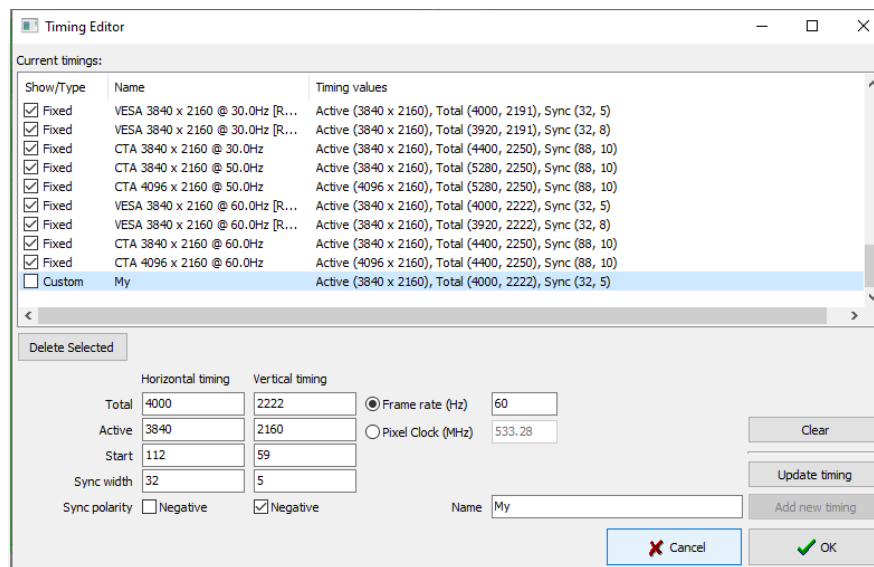 Timing Editor
Current timings:
Show/Type Name Timing values
Fixed VESA 3840 x 2160 @ 30.0Hz [R... Active (3840 x 2160), Total (4000, 2191), Sync (32, 5)
Fixed VESA 3840 x 2160 @ 30.0Hz [R... Active (3840 x 2160), Total (3920, 2191), Sync (32, 8)
Fixed CTA 3840 x 2160 @ 30.0Hz Active (3840 x 2160), Total (4400, 2250), Sync (88, 10)
Fixed CTA 3840 x 2160 @ 50.0Hz Active (3840 x 2160), Total (5280, 2250), Sync (88, 10)
Fixed CTA 4096 x 2160 @ 50.0Hz Active (4096 x 2160), Total (5280, 2250), Sync (88, 10)
Fixed VESA 3840 x 2160 @ 60.0Hz [R... Active (3840 x 2160), Total (4000, 2222), Sync (32, 5)
Fixed VESA 3840 x 2160 @ 60.0Hz [R... Active (3840 x 2160), Total (3920, 2222), Sync (32, 8)
Fixed CTA 3840 x 2160 @ 60.0Hz Active (3840 x 2160), Total (4400, 2250), Sync (88, 10)
Fixed CTA 4096 x 2160 @ 60.0Hz Active (4096 x 2160), Total (4400, 2250), Sync (88, 10)
Custom My Active (3840 x 2160), Total (4000, 2222), Sync (32, 5)
Delete Selected
Horizontal timing Vertical timing
Total 4000 2222 Frame rate (Hz) 60
Active 3840 2160 Pixel Clock (MHz) 533.28 Clear
Start 112 59
Sync width 32 5 Update timing
Sync polarity Negative Negative Name My Add new timing
Cancel OK